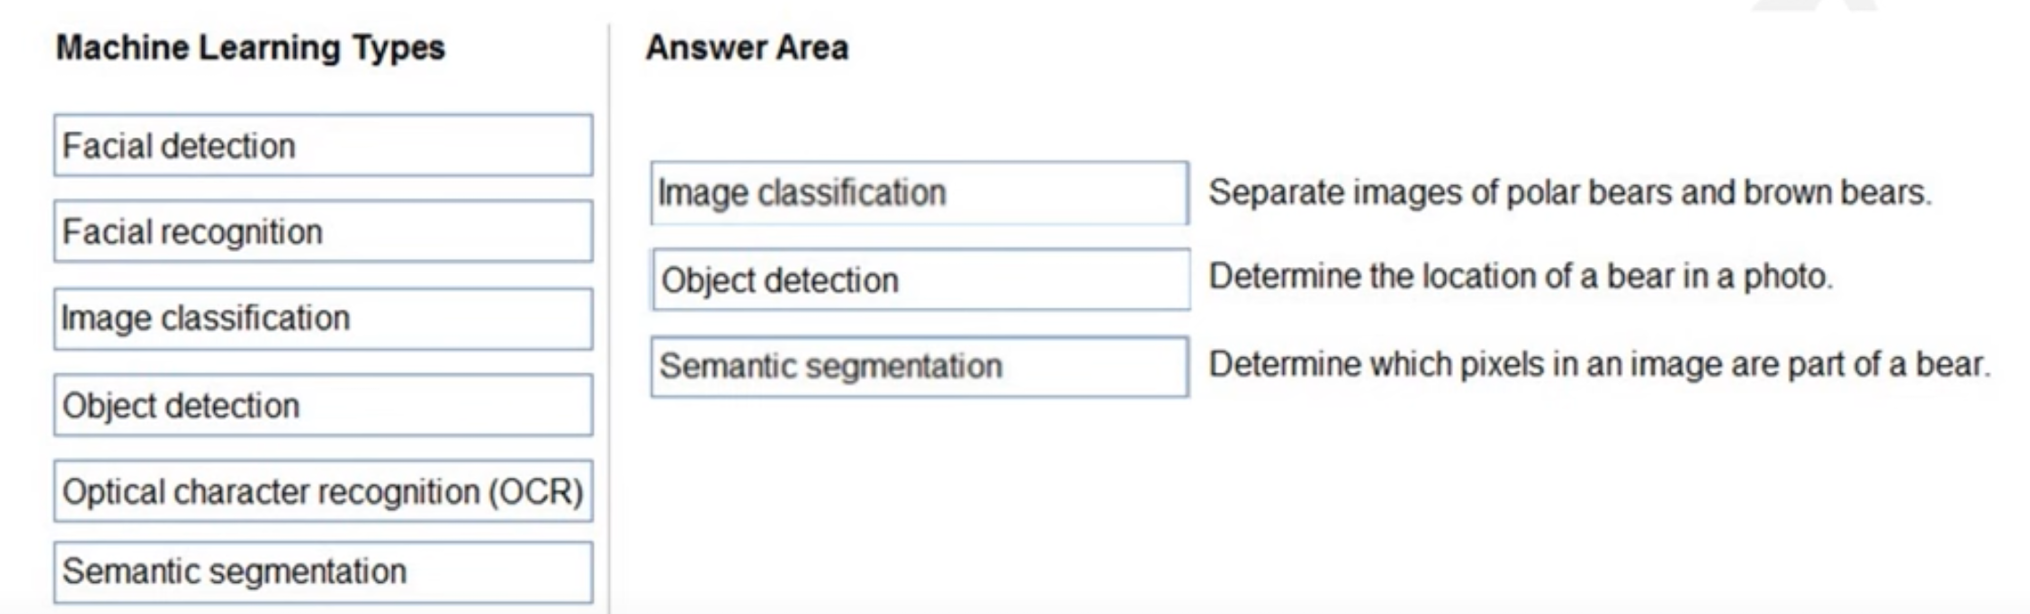 Machine Learning Types
Facial detection
Facial recognition
Image classification
Object detection
Optical character recognition (OCR)
Semantic segmentation
Answer Area
Image classification Separate images of polar bears and brown bears.
Object detection Determine the location of a bear in a photo.
Semantic segmentation Determine which pixels in an image are part of a bear.